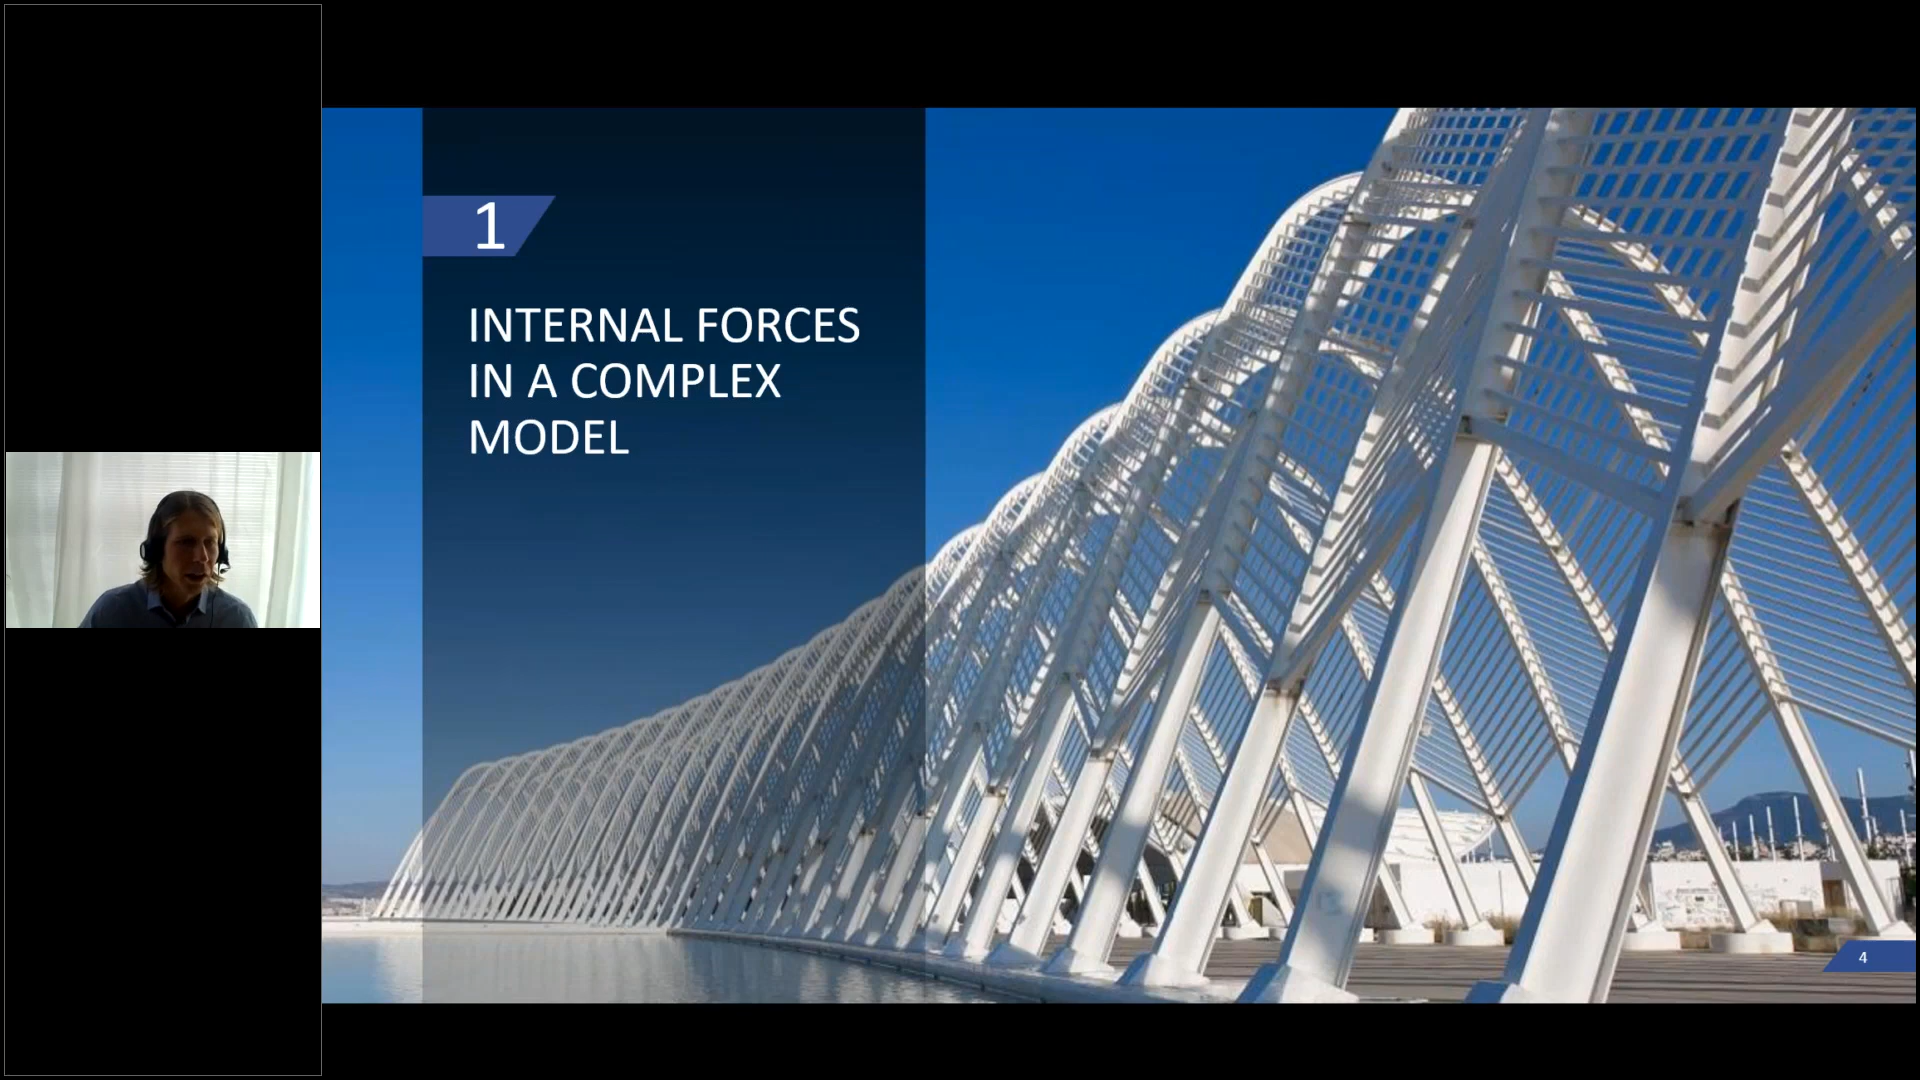 1
INTERNAL FORCES
IN A COMPLEX
MODEL
4